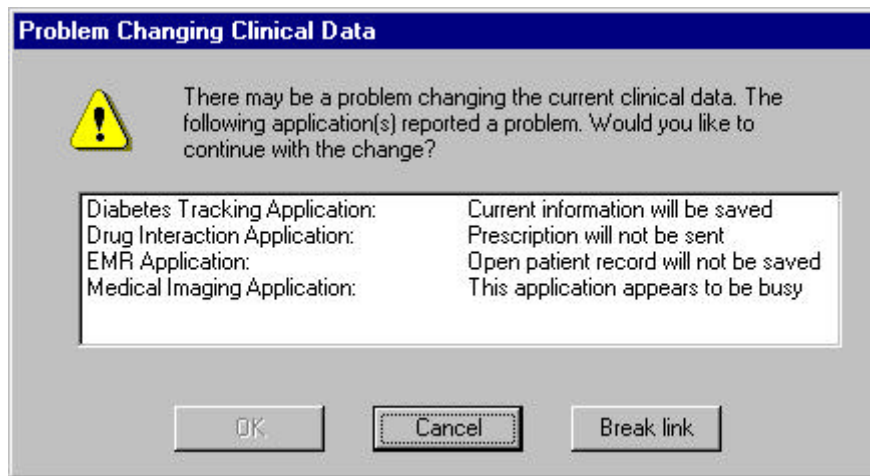 Problem Changing Clinical Data
There may be a problem changing the current clinical data. The
following application(s) reported a problem. Would you like to
continue with the change?
Diabetes Tracking Application: Current information will be saved
Drug Interaction Application: Prescription will not be sent
EMR Application: Open patient record will not be saved
Medical Imaging Application: This application appears to be busy
OK Cancel Break link